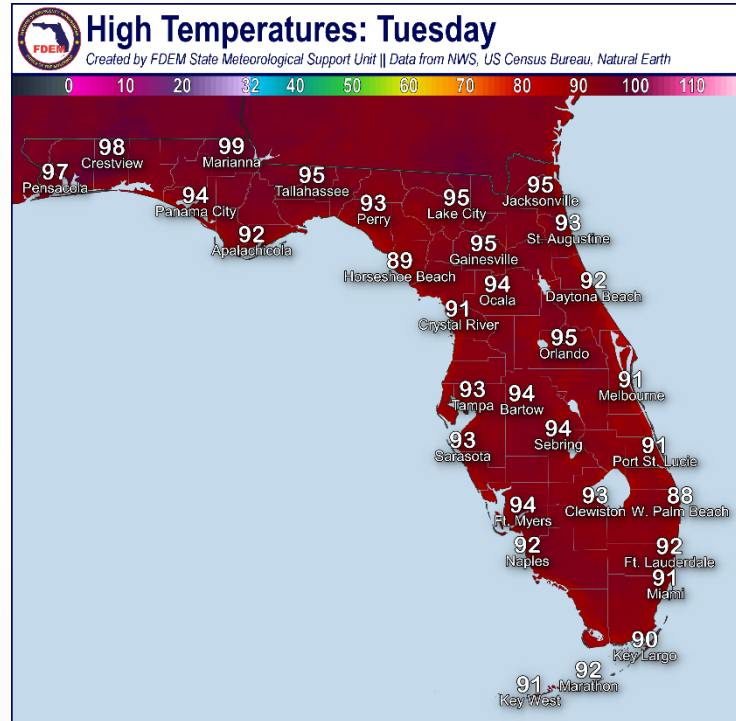 High Temperatures: Tuesday
Created by FDEM State Meteorological Support Unit || Data from NWS, US Census Bureau, Natural Earth
FDEM
0 10 20 32 40 50 60 70 80 90 100 110
98
Crestview
99
Marianna
97
Pensacola
95
Tallahassee
94
Panama City
93
Perry
95
Lake City
95
Jacksonville
92
Apalachicola
93
St. Augustine
95
Gainesville
89
Horseshoe Beach
94
Ocala
92
Daytona Beach
91
Crystal River
95
Orlando
91
Melbourne
93
Tampa
94
Bartow
93
Sarasota
94
Sebring
91
Port St. Lucie
94
Ft. Myers
93
Clewiston
88
W. Palm Beach
92
Naples
92
Ft. Lauderdale
91
Miami
90
Key Largo
92
Marathon
91
Key West